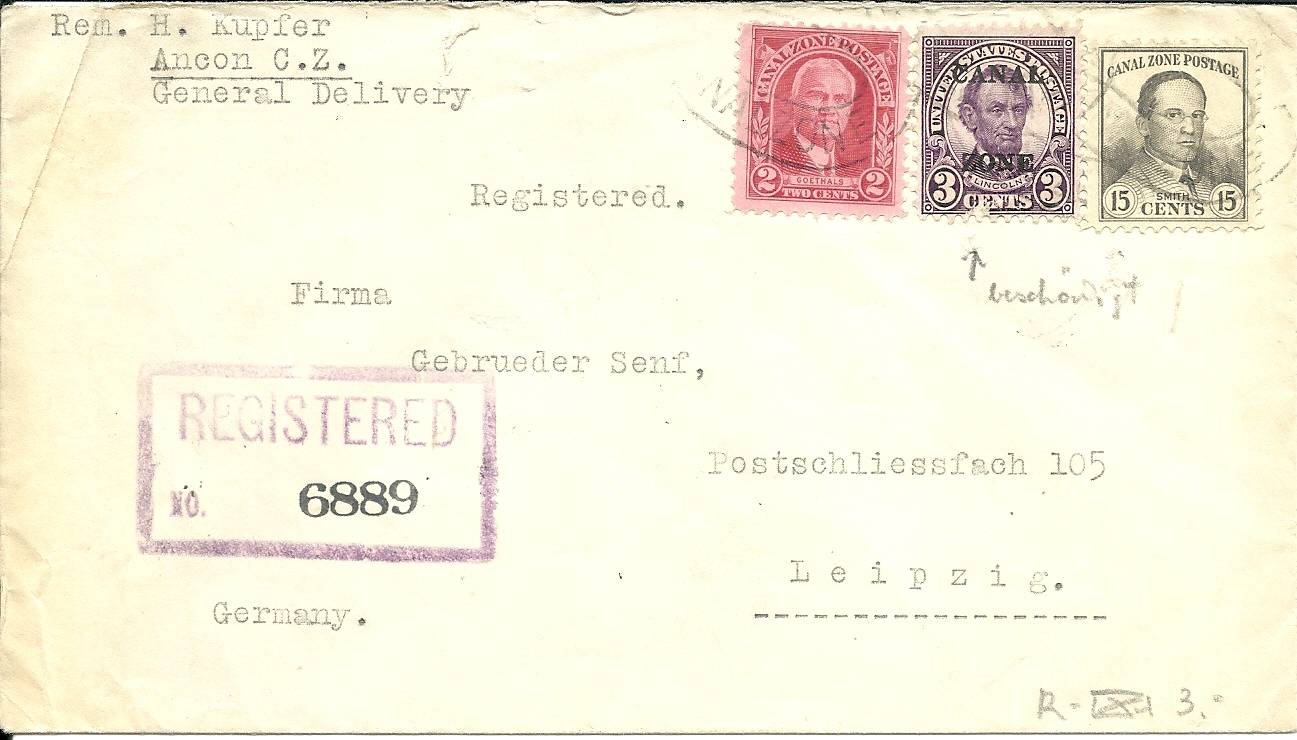 Rem. H. Kupfer
Ancon C.Z.
General Delivery
CANAL ZONE POSTAGE
GOETHALS
2 2
TWO CENTS
UNITED STATES POSTAGE
CANAL
ZONE
LINCOLN
3 3
CENTS
CANAL ZONE POSTAGE
SMITH
15 CENTS 15
Registered.
beschädigt
Firma
Gebrueder Senf,
REGISTERED
NO. 6889
Postschliessfach 105
Leipzig.
Germany.
R- 3.-